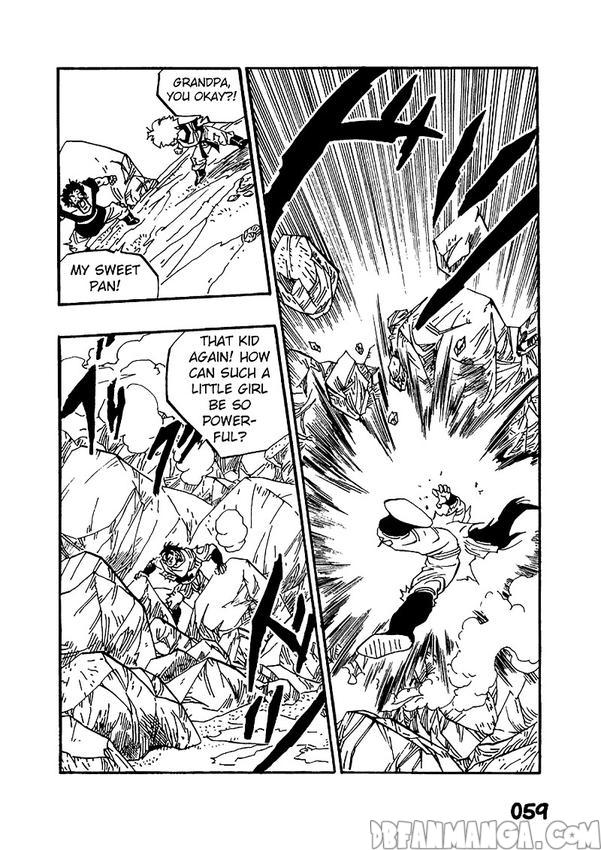 GRANDPA,
YOU OKAY?!
MY SWEET
PAN!
THAT KID
AGAIN! HOW
CAN SUCH A
LITTLE GIRL
BE SO
POWER-
FUL?
059
DBFANMANGA.COM